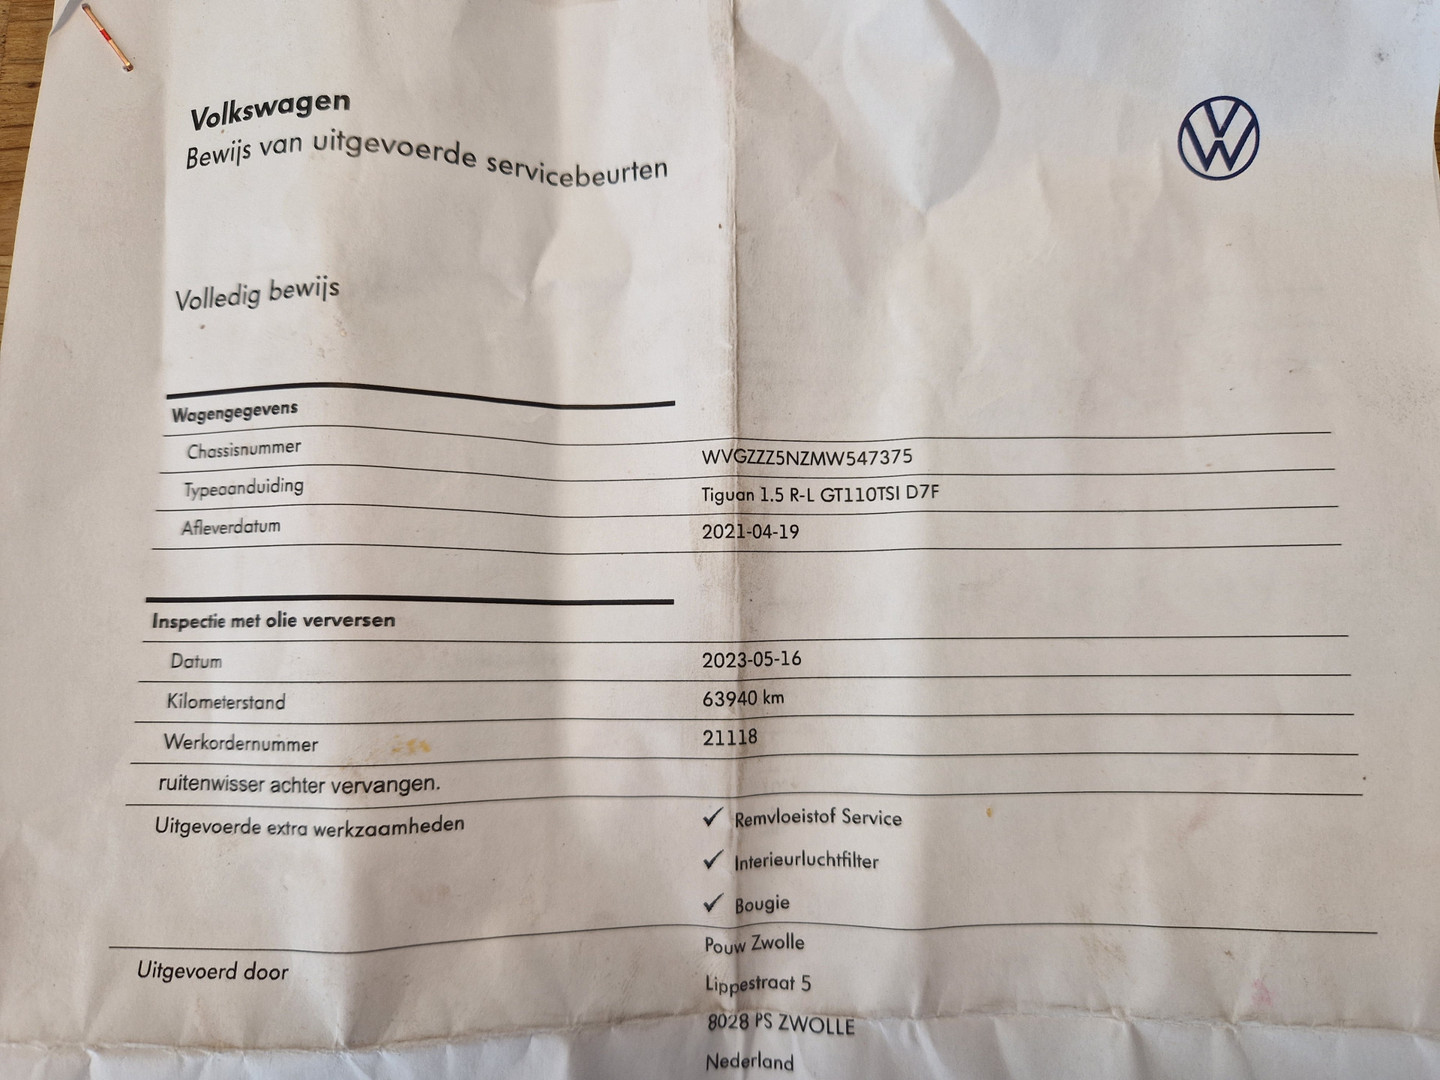 Volkswagen
Bewijs van uitgevoerde servicebeurten
Volledig bewijs
Wagengegevens
Chassisnummer WVGZZZ5NZMW547375
Typeaanduiding Tiguan 1.5 R-L GT110TSI D7F
Afleverdatum 2021-04-19
Inspectie met olie verversen
Datum 2023-05-16
Kilometerstand 63940 km
Werkordernummer 21118
ruitenwisser achter vervangen.
Uitgevoerde extra werkzaamheden ✓ Remvloeistof Service
✓ Interieurluchtfilter
✓ Bougie
Uitgevoerd door Pouw Zwolle
Lippestraat 5
8028 PS ZWOLLE
Nederland